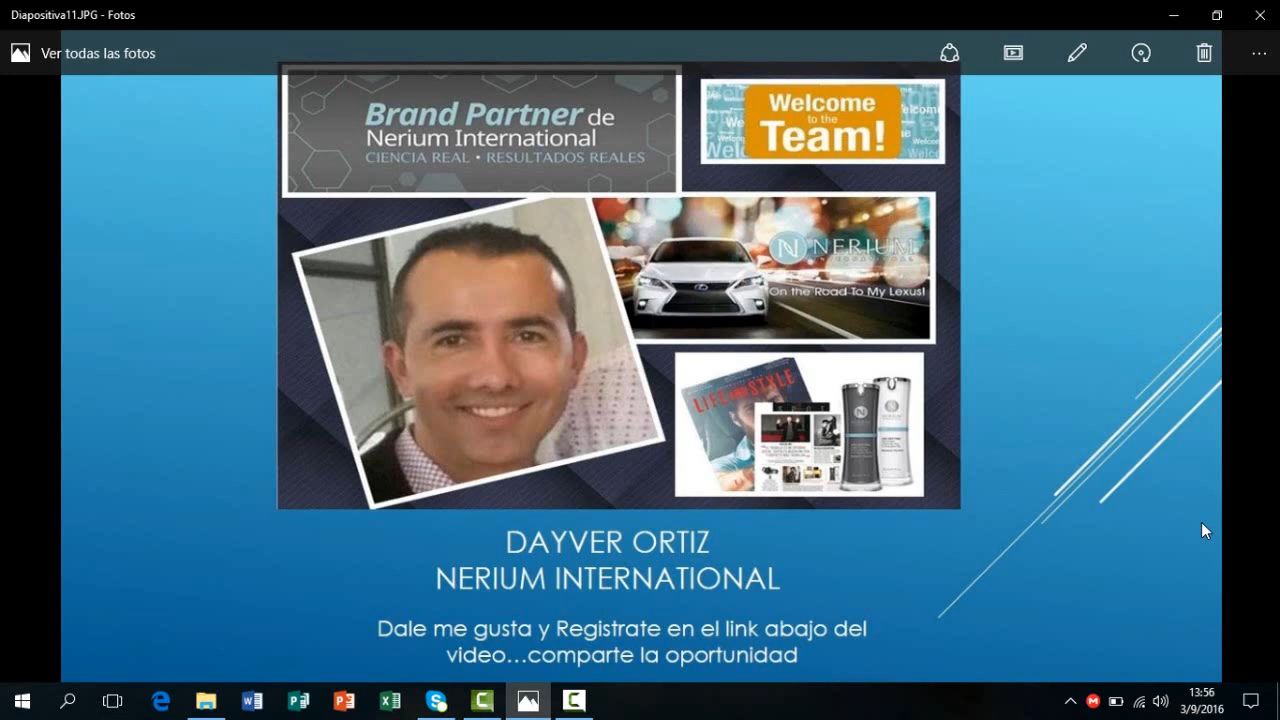 Diapositiva11.JPG - Fotos
Ver todas las fotos
Brand Partner de
Nerium International
CIENCIA REAL • RESULTADOS REALES
Welcome
to the
Team!
NERIUM
INTERNATIONAL
On the Road To My Lexus!
LIFE STYLE
DAYVER ORTIZ
NERIUM INTERNATIONAL
Dale me gusta y Registrate en el link abajo del
video...comparte la oportunidad
13:56
3/9/2016